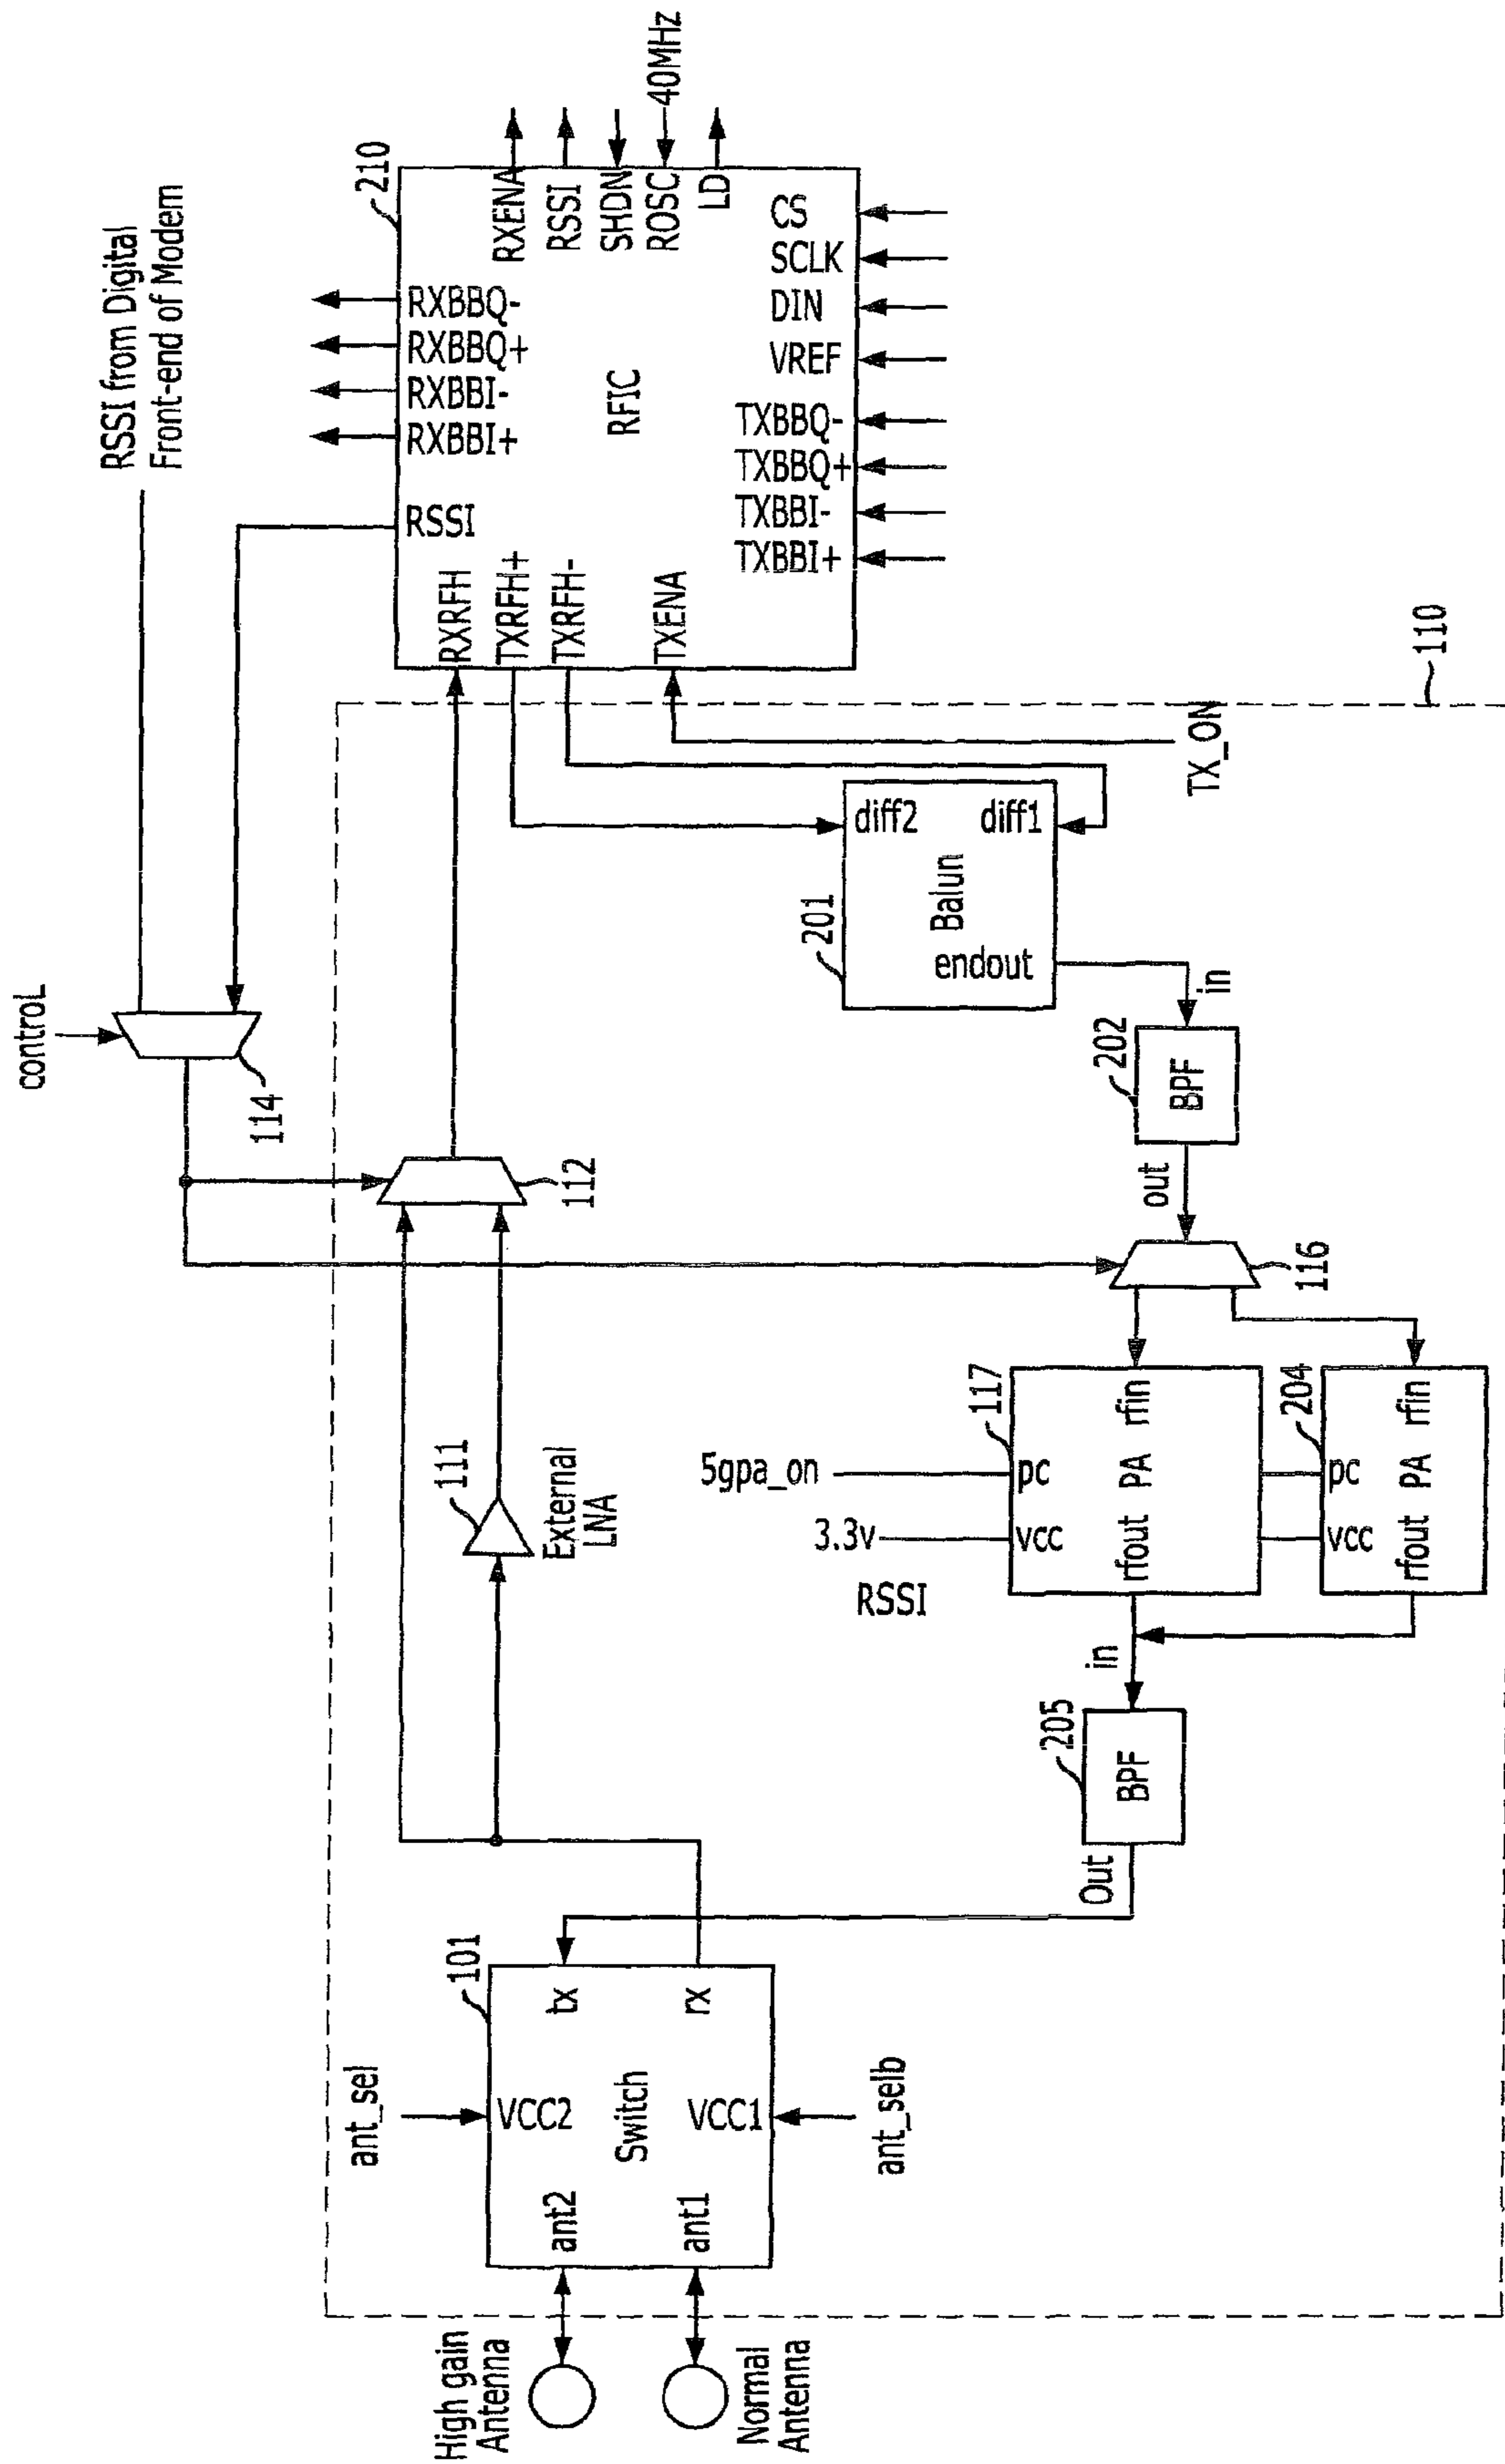 controL
RSSI from Digital
Front-end of Modem
114
210
RXBBQ-
RXBBQ+
RXBBI-
RXBBI+
RSSI
RXENA
RSSI
SHDN
ROSC
40MHz
LD
RFIC
RXRFH
TXRFH+
TXRFH-
TXENA
CS
SCLK
DIN
VREF
TXBBQ-
TXBBQ+
TXBBI-
TXBBI+
110
TX_ON
112
111
External
LNA
201
diff2
diff1
Balun
endout
in
202
BPF
out
116
5gpa_on
3.3v
RSSI
117
pc
vcc
rfout PA rfin
204
pc
vcc
rfout PA rfin
in
205
BPF
Out
101
ant_sel
VCC2
tx
rx
Switch
VCC1
ant_selb
ant2
ant1
High gain
Antenna
Normal
Antenna